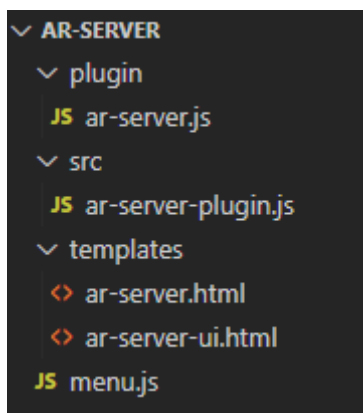 AR-SERVER
plugin
JS ar-server.js
src
JS ar-server-plugin.js
templates
<> ar-server.html
<> ar-server-ui.html
JS menu.js